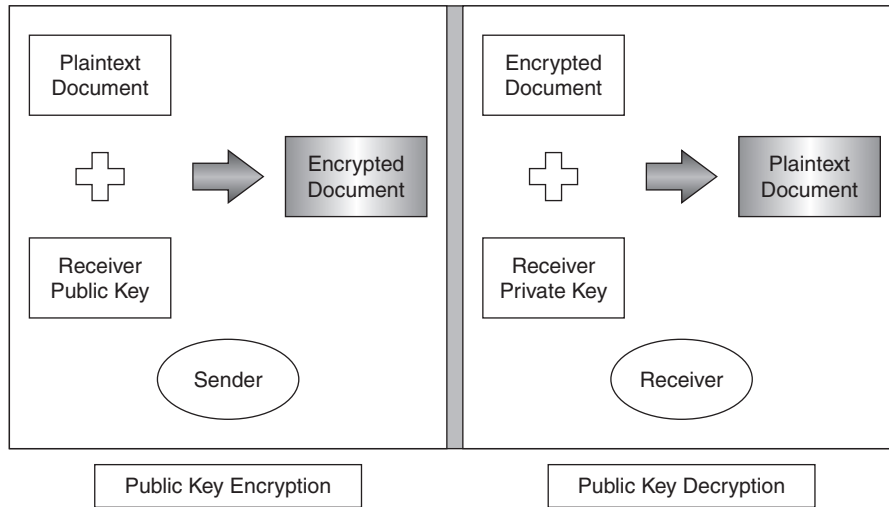 Plaintext
Document
Encrypted
Document
Receiver
Public Key
Sender
Public Key Encryption
Encrypted
Document
Plaintext
Document
Receiver
Private Key
Receiver
Public Key Decryption